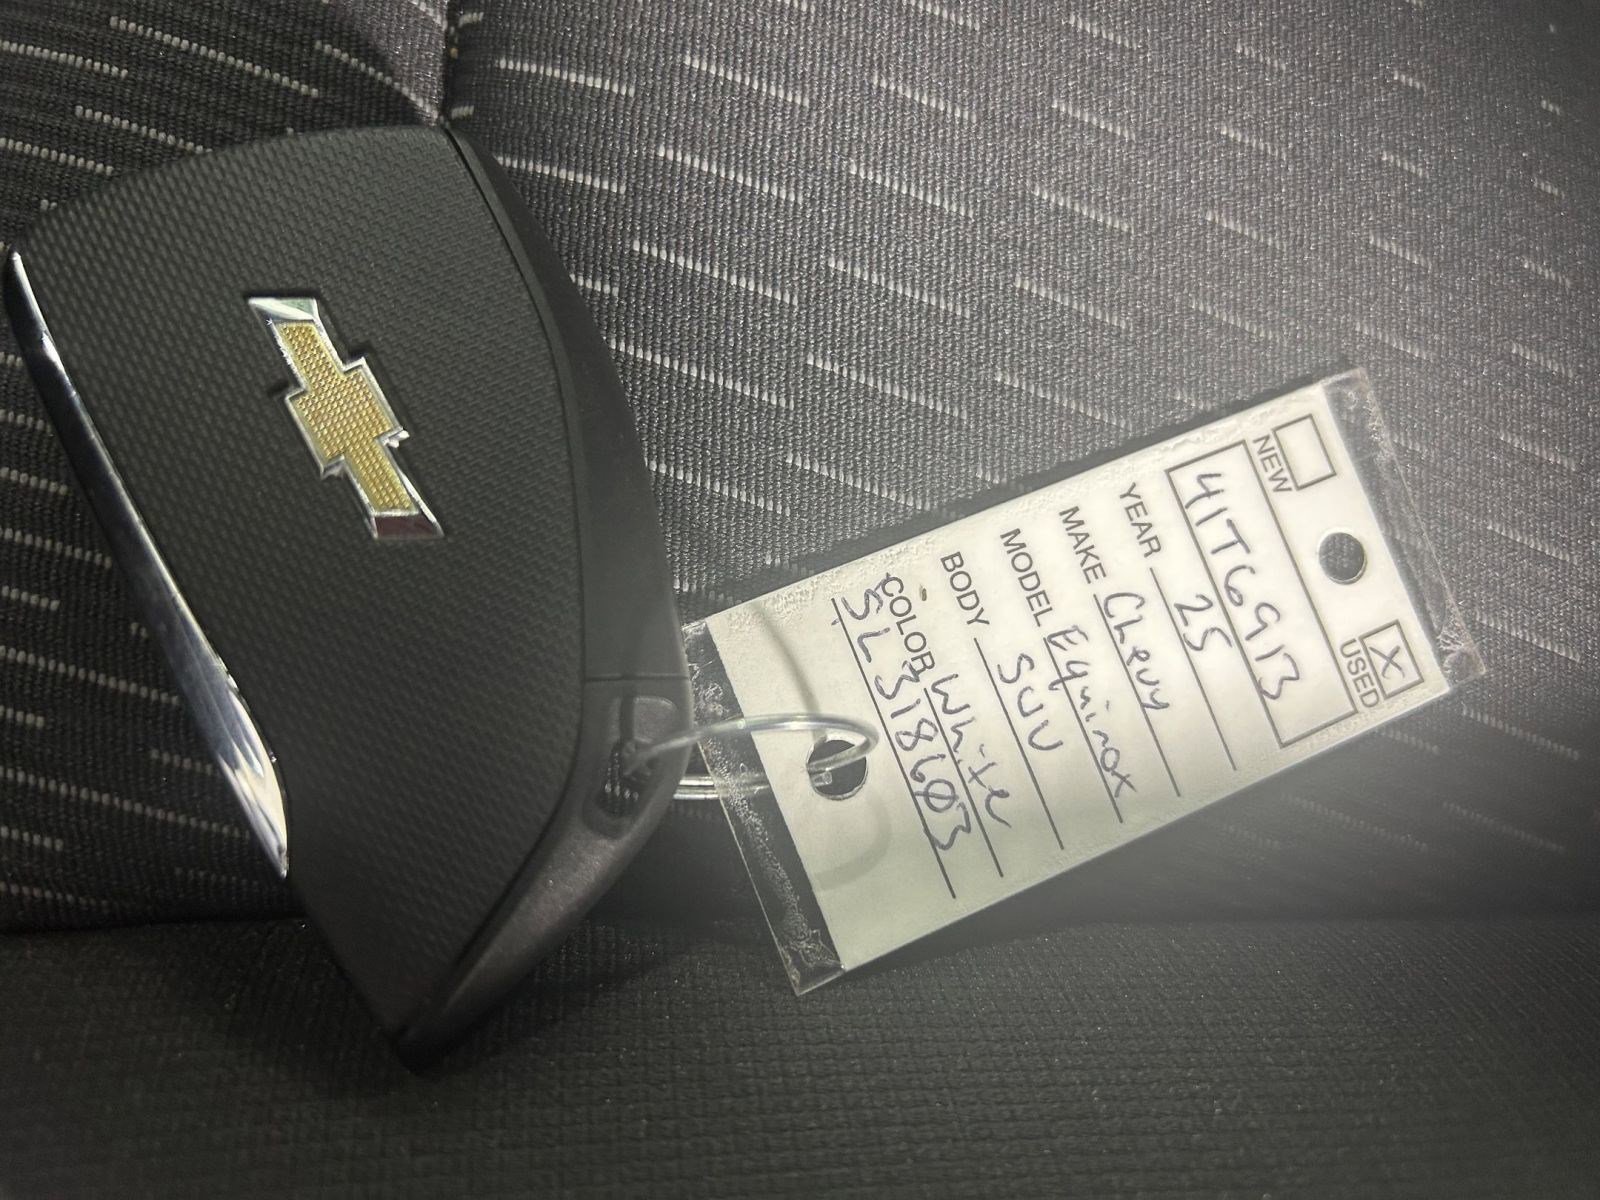 NEW USED X
41T6913
YEAR 25
MAKE Chevy
MODEL Equinox
BODY SUV
COLOR White
SL318603